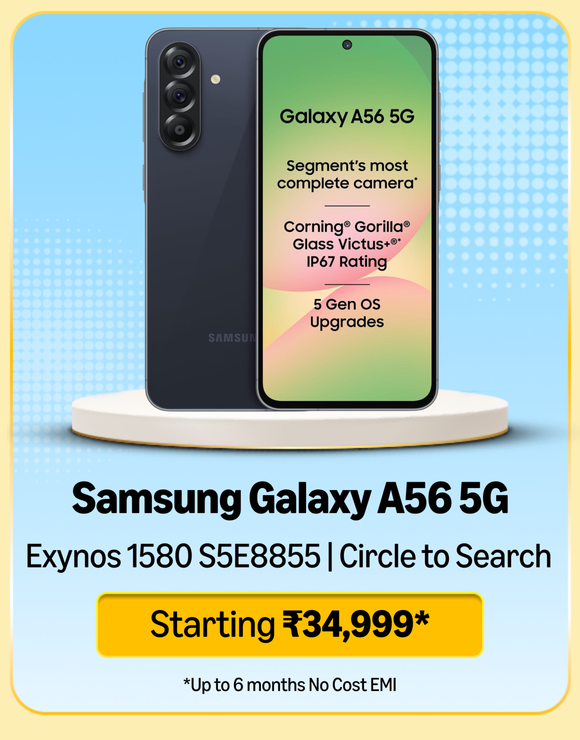 Galaxy A56 5G
Segment's most
complete camera*
Corning® Gorilla®
Glass Victus+®*
IP67 Rating
5 Gen OS
Upgrades
SAMSUN
Samsung Galaxy A56 5G
Exynos 1580 S5E8855 | Circle to Search
Starting ₹34,999*
*Up to 6 months No Cost EMI